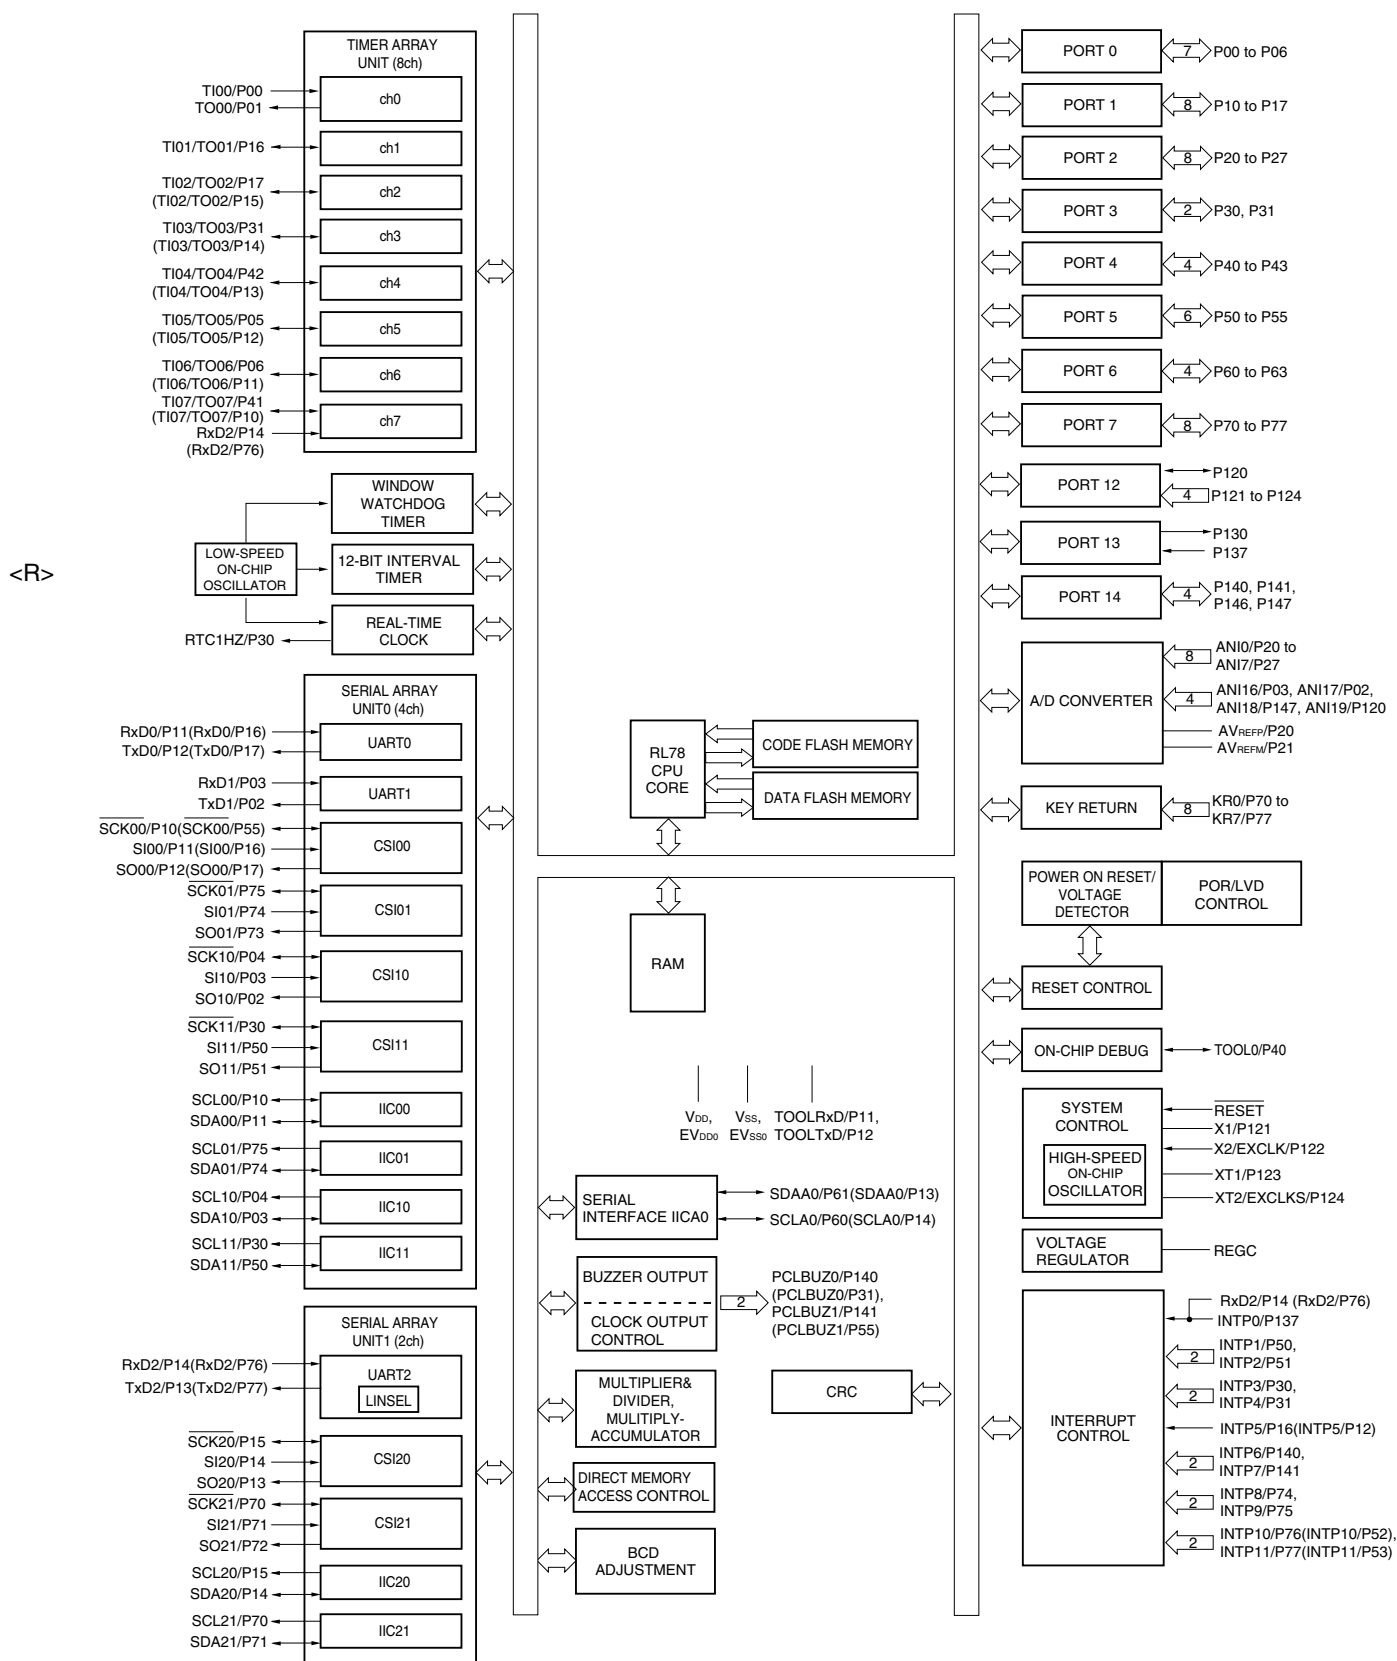 <R>
TIMER ARRAY
UNIT (8ch)
TI00/P00
TO00/P01
ch0
TI01/TO01/P16
ch1
TI02/TO02/P17
(TI02/TO02/P15)
ch2
TI03/TO03/P31
(TI03/TO03/P14)
ch3
TI04/TO04/P42
(TI04/TO04/P13)
ch4
TI05/TO05/P05
(TI05/TO05/P12)
ch5
TI06/TO06/P06
(TI06/TO06/P11)
ch6
TI07/TO07/P41
(TI07/TO07/P10)
RxD2/P14
(RxD2/P76)
ch7
WINDOW
WATCHDOG
TIMER
LOW-SPEED
ON-CHIP
OSCILLATOR
12-BIT INTERVAL
TIMER
REAL-TIME
CLOCK
RTC1HZ/P30
SERIAL ARRAY
UNIT0 (4ch)
RxD0/P11(RxD0/P16)
TxD0/P12(TxD0/P17)
UART0
RxD1/P03
TxD1/P02
UART1
SCK00/P10(SCK00/P55)
SI00/P11(SI00/P16)
SO00/P12(SO00/P17)
CSI00
SCK01/P75
SI01/P74
SO01/P73
CSI01
SCK10/P04
SI10/P03
SO10/P02
CSI10
SCK11/P30
SI11/P50
SO11/P51
CSI11
SCL00/P10
SDA00/P11
IIC00
SCL01/P75
SDA01/P74
IIC01
SCL10/P04
SDA10/P03
IIC10
SCL11/P30
SDA11/P50
IIC11
SERIAL ARRAY
UNIT1 (2ch)
RxD2/P14(RxD2/P76)
TxD2/P13(TxD2/P77)
UART2
LINSEL
SCK20/P15
SI20/P14
SO20/P13
CSI20
SCK21/P70
SI21/P71
SO21/P72
CSI21
SCL20/P15
SDA20/P14
IIC20
SCL21/P70
SDA21/P71
IIC21
RL78
CPU
CORE
CODE FLASH MEMORY
DATA FLASH MEMORY
RAM
VDD,
EVDD0
VSS,
EVSS0
TOOLRxD/P11,
TOOLTxD/P12
SERIAL
INTERFACE IICA0
SDAA0/P61(SDAA0/P13)
SCLA0/P60(SCLA0/P14)
BUZZER OUTPUT
CLOCK OUTPUT
CONTROL
2
PCLBUZ0/P140
(PCLBUZ0/P31),
PCLBUZ1/P141
(PCLBUZ1/P55)
MULTIPLIER&
DIVIDER,
MULITIPLY-
ACCUMULATOR
CRC
DIRECT MEMORY
ACCESS CONTROL
BCD
ADJUSTMENT
PORT 0
7
P00 to P06
PORT 1
8
P10 to P17
PORT 2
8
P20 to P27
PORT 3
2
P30, P31
PORT 4
4
P40 to P43
PORT 5
6
P50 to P55
PORT 6
4
P60 to P63
PORT 7
8
P70 to P77
PORT 12
P120
4
P121 to P124
PORT 13
P130
P137
PORT 14
4
P140, P141,
P146, P147
A/D CONVERTER
8
ANI0/P20 to
ANI7/P27
4
ANI16/P03, ANI17/P02,
ANI18/P147, ANI19/P120
AVREFP/P20
AVREFM/P21
KEY RETURN
8
KR0/P70 to
KR7/P77
POWER ON RESET/
VOLTAGE
DETECTOR
POR/LVD
CONTROL
RESET CONTROL
ON-CHIP DEBUG
TOOL0/P40
SYSTEM
CONTROL
HIGH-SPEED
ON-CHIP
OSCILLATOR
RESET
X1/P121
X2/EXCLK/P122
XT1/P123
XT2/EXCLKS/P124
VOLTAGE
REGULATOR
REGC
INTERRUPT
CONTROL
RxD2/P14 (RxD2/P76)
INTP0/P137
2
INTP1/P50,
INTP2/P51
2
INTP3/P30,
INTP4/P31
INTP5/P16(INTP5/P12)
2
INTP6/P140,
INTP7/P141
2
INTP8/P74,
INTP9/P75
2
INTP10/P76(INTP10/P52),
INTP11/P77(INTP11/P53)